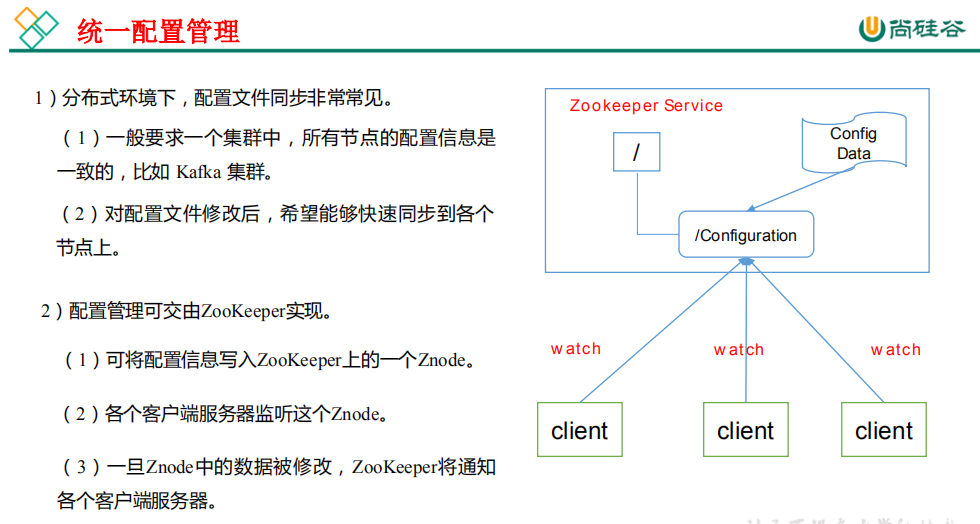 统一配置管理
尚硅谷
1）分布式环境下，配置文件同步非常常见。
（1）一般要求一个集群中，所有节点的配置信息是
一致的，比如 Kafka 集群。
（2）对配置文件修改后，希望能够快速同步到各个
节点上。
2）配置管理可交由ZooKeeper实现。
（1）可将配置信息写入ZooKeeper上的一个Znode。
（2）各个客户端服务器监听这个Znode。
（3）一旦Znode中的数据被修改，ZooKeeper将通知
各个客户端服务器。
Zookeeper Service
/
Config
Data
/Configuration
watch
watch
watch
client
client
client